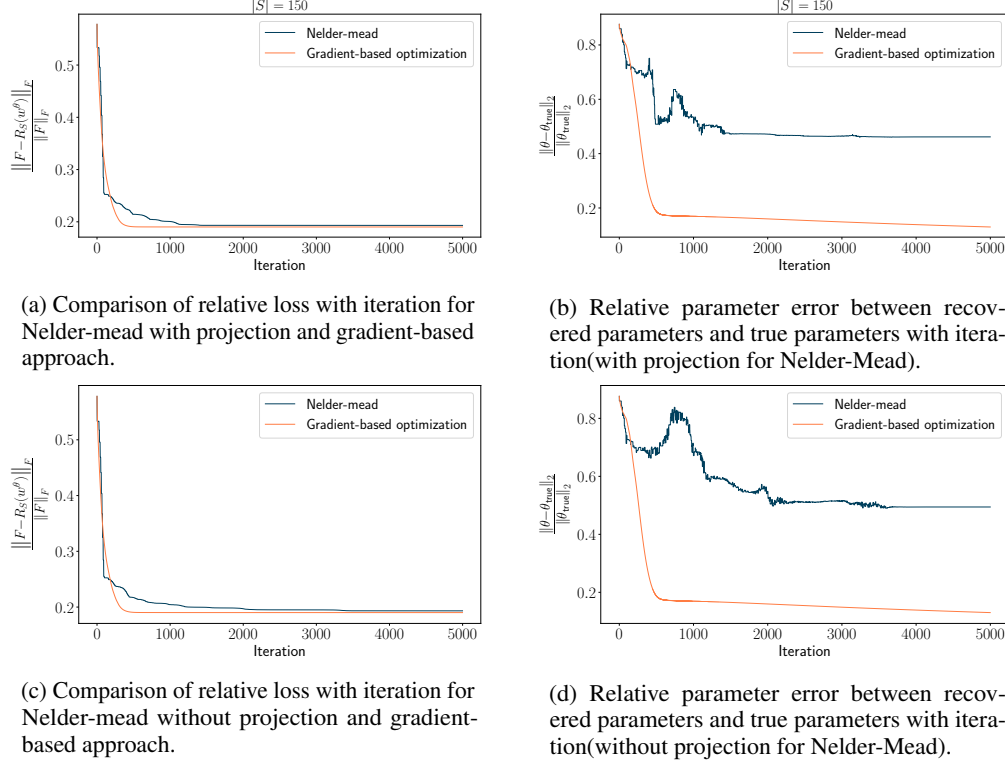 |S| = 150
|S| = 150
Nelder-mead
Gradient-based optimization
0.5
0.4
0.3
0.2
||F−R_S(w^θ)||_F
||F||_F
0 1000 2000 3000 4000 5000
Iteration
Nelder-mead
Gradient-based optimization
0.8
0.6
0.4
0.2
||θ−θ_true||_2
||θ_true||_2
0 1000 2000 3000 4000 5000
Iteration
(a) Comparison of relative loss with iteration for
Nelder-mead with projection and gradient-based
approach.
(b) Relative parameter error between recov-
ered parameters and true parameters with itera-
tion(with projection for Nelder-Mead).
Nelder-mead
Gradient-based optimization
0.5
0.4
0.3
0.2
||F−R_S(w^θ)||_F
||F||_F
0 1000 2000 3000 4000 5000
Iteration
Nelder-mead
Gradient-based optimization
0.8
0.6
0.4
0.2
||θ−θ_true||_2
||θ_true||_2
0 1000 2000 3000 4000 5000
Iteration
(c) Comparison of relative loss with iteration for
Nelder-mead without projection and gradient-
based approach.
(d) Relative parameter error between recov-
ered parameters and true parameters with itera-
tion(without projection for Nelder-Mead).